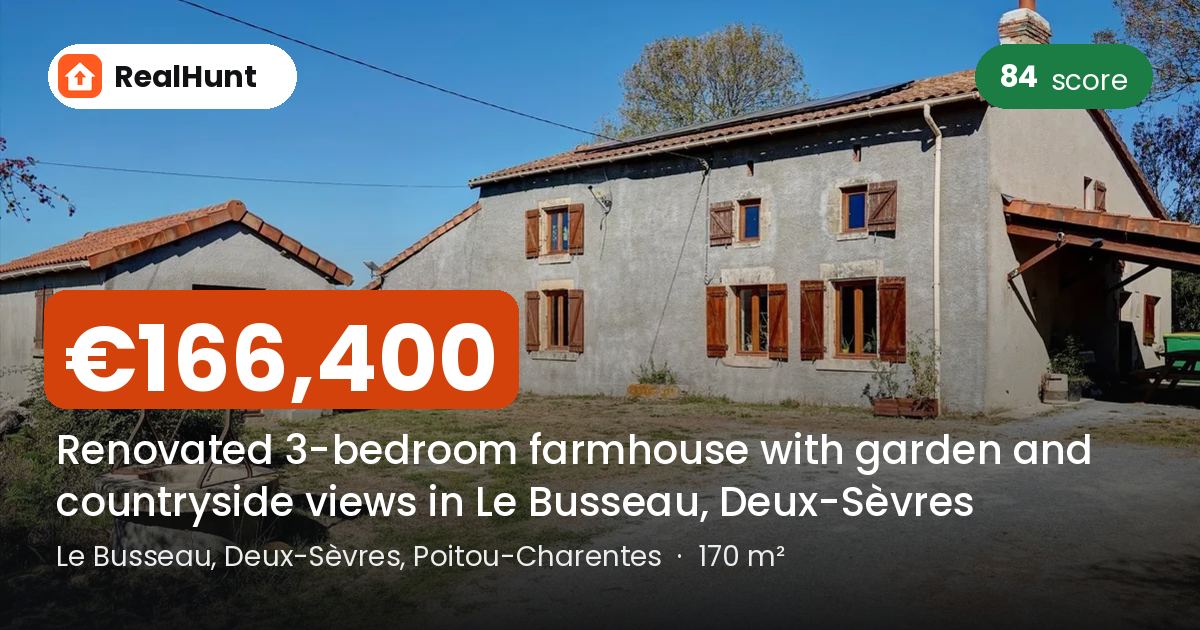 RealHunt
84 score
€166,400
Renovated 3-bedroom farmhouse with garden and
countryside views in Le Busseau, Deux-Sèvres
Le Busseau, Deux-Sèvres, Poitou-Charentes · 170 m²